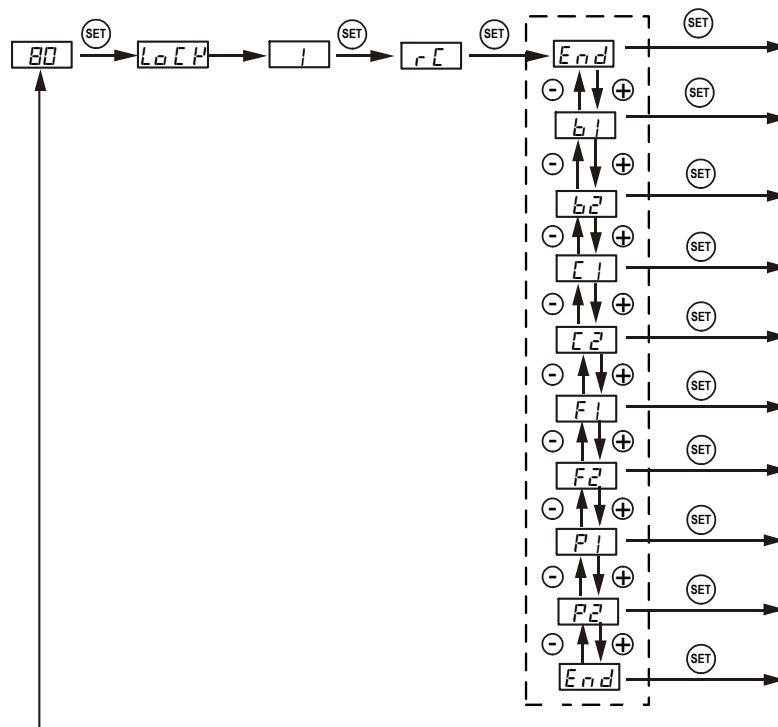 SET SET SET SET
80 LoCK 1 rC End
- +
SET
b1
- +
SET
b2
- +
SET
C1
- +
SET
C2
- +
SET
F1
- +
SET
F2
- +
SET
P1
- +
SET
P2
- +
SET
End